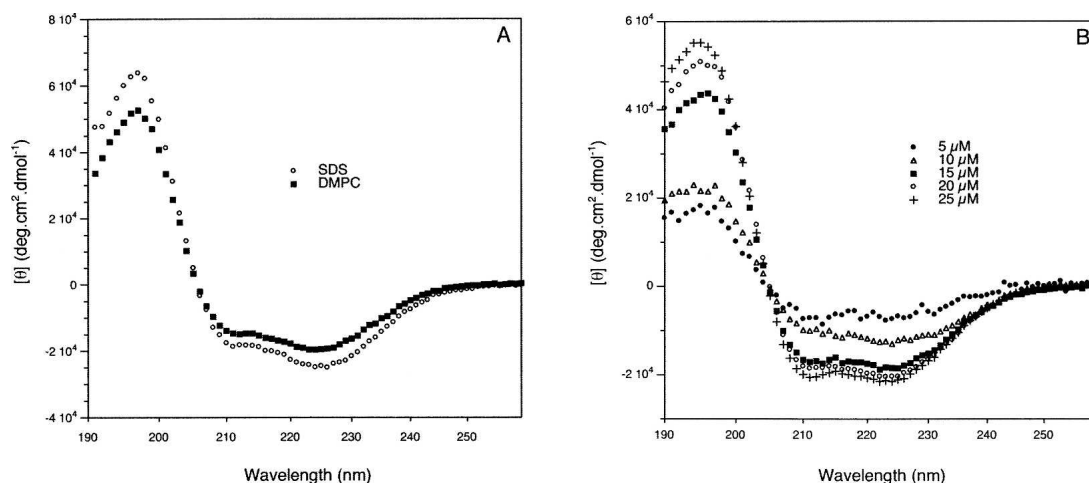 A
8 10⁴
6 10⁴
4 10⁴
2 10⁴
0
-2 10⁴
-4 10⁴
[θ] (deg.cm².dmol⁻¹)
SDS
DMPC
190 200 210 220 230 240 250
Wavelength (nm)
B
6 10⁴
4 10⁴
2 10⁴
0
-2 10⁴
[θ] (deg.cm².dmol⁻¹)
5 µM
10 µM
15 µM
20 µM
25 µM
190 200 210 220 230 240 250
Wavelength (nm)